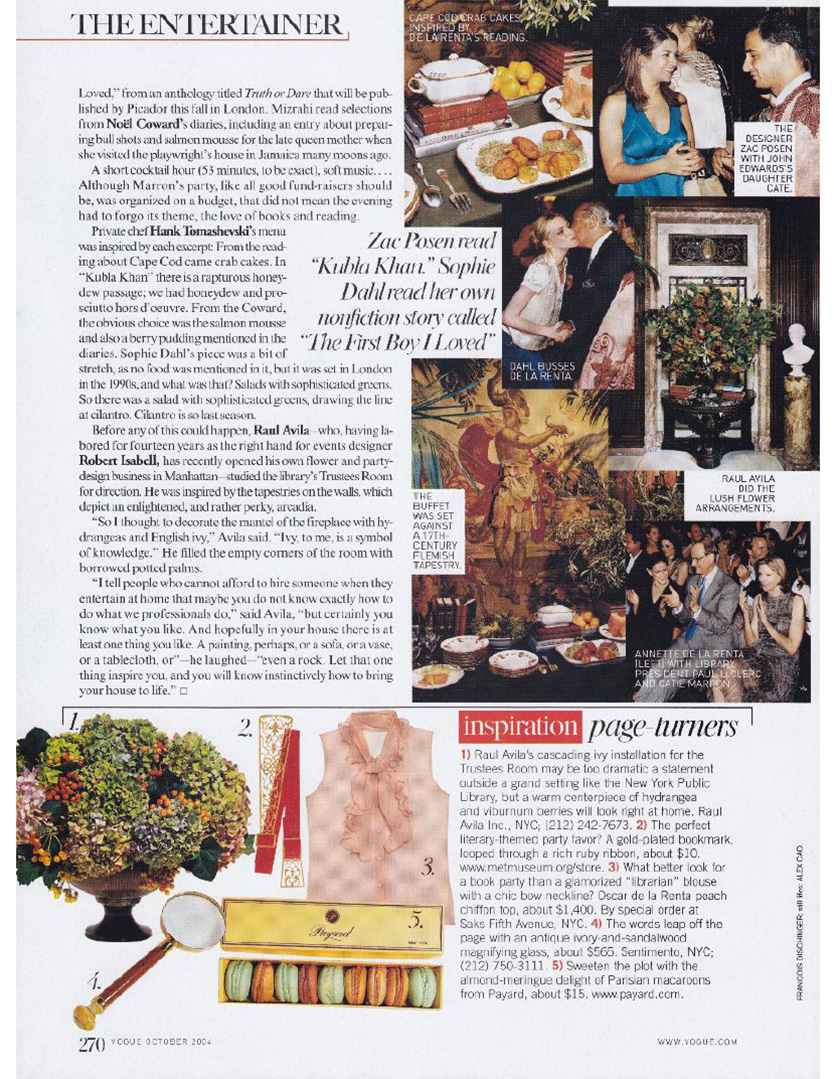 THE ENTERTAINER
Loved," from an anthology titled Truth or Dare that will be pub-
lished by Picador this fall in London. Mizrahi read selections
from Noël Coward's diaries, including an entry about prepar-
ing bull shots and salmon mousse for the late queen mother when
she visited the playwright's house in Jamaica many moons ago.
A short cocktail hour (53 minutes, to be exact), soft music. . . .
Although Marron's party, like all good fund-raisers should
be, was organized on a budget, that did not mean the evening
had to forgo its theme, the love of books and reading.
Private chef Hank Tomashevski's menu
was inspired by each excerpt: From the read-
ing about Cape Cod came crab cakes. In
"Kubla Khan" there is a rapturous honey-
dew passage; we had honeydew and pro-
sciutto hors d'oeuvre. From the Coward,
the obvious choice was the salmon mousse
and also a berry pudding mentioned in the
diaries. Sophie Dahl's piece was a bit of
stretch, as no food was mentioned in it, but it was set in London
in the 1990s, and what was that? Salads with sophisticated greens.
So there was a salad with sophisticated greens, drawing the line
at cilantro. Cilantro is so last season.
Before any of this could happen, Raul Avila—who, having la-
bored for fourteen years as the right hand for events designer
Robert Isabell, has recently opened his own flower and party-
design business in Manhattan—studied the library's Trustees Room
for direction. He was inspired by the tapestries on the walls, which
depict an enlightened, and rather perky, arcadia.
"So I thought to decorate the mantel of the fireplace with hy-
drangeas and English ivy," Avila said. "Ivy, to me, is a symbol
of knowledge." He filled the empty corners of the room with
borrowed potted palms.
"I tell people who cannot afford to hire someone when they
entertain at home that maybe you do not know exactly how to
do what we professionals do," said Avila, "but certainly you
know what you like. And hopefully in your house there is at
least one thing you like. A painting, perhaps, or a sofa, or a vase,
or a tablecloth, or"—he laughed—"even a rock. Let that one
thing inspire you, and you will know instinctively how to bring
your house to life." □
Zac Posen read
"Kubla Khan." Sophie
Dahl read her own
nonfiction story called
"The First Boy I Loved"
CAPE COD CRAB CAKES,
INSPIRED BY
DE LA RENTA'S READING.
THE
DESIGNER
ZAC POSEN
WITH JOHN
EDWARDS'S
DAUGHTER
CATE.
DAHL BUSSES
DE LA RENTA.
RAUL AVILA
DID THE
LUSH FLOWER
ARRANGEMENTS.
THE
BUFFET
WAS SET
AGAINST
A 17TH-
CENTURY
FLEMISH
TAPESTRY.
ANNETTE DE LA RENTA
(LEFT) WITH LIBRARY
PRESIDENT PAUL LECLERC
AND CATIE MARRON.
1.
2.
3.
4.
5.
Payard
inspiration page-turners
1) Raul Avila's cascading ivy installation for the
Trustees Room may be too dramatic a statement
outside a grand setting like the New York Public
Library, but a warm centerpiece of hydrangea
and viburnum berries will look right at home. Raul
Avila Inc., NYC; (212) 242-7673. 2) The perfect
literary-themed party favor? A gold-plated bookmark,
looped through a rich ruby ribbon, about $10.
www.metmuseum.org/store. 3) What better look for
a book party than a glamorized "librarian" blouse
with a chic bow neckline? Oscar de la Renta peach
chiffon top, about $1,400. By special order at
Saks Fifth Avenue, NYC. 4) The words leap off the
page with an antique ivory-and-sandalwood
magnifying glass, about $565. Sentimento, NYC;
(212) 750-3111. 5) Sweeten the plot with the
almond-meringue delight of Parisian macaroons
from Payard, about $15. www.payard.com.
FRANÇOIS DISCHINGER; still lifes: ALEX CAO
270 VOGUE OCTOBER 2004
WWW.VOGUE.COM